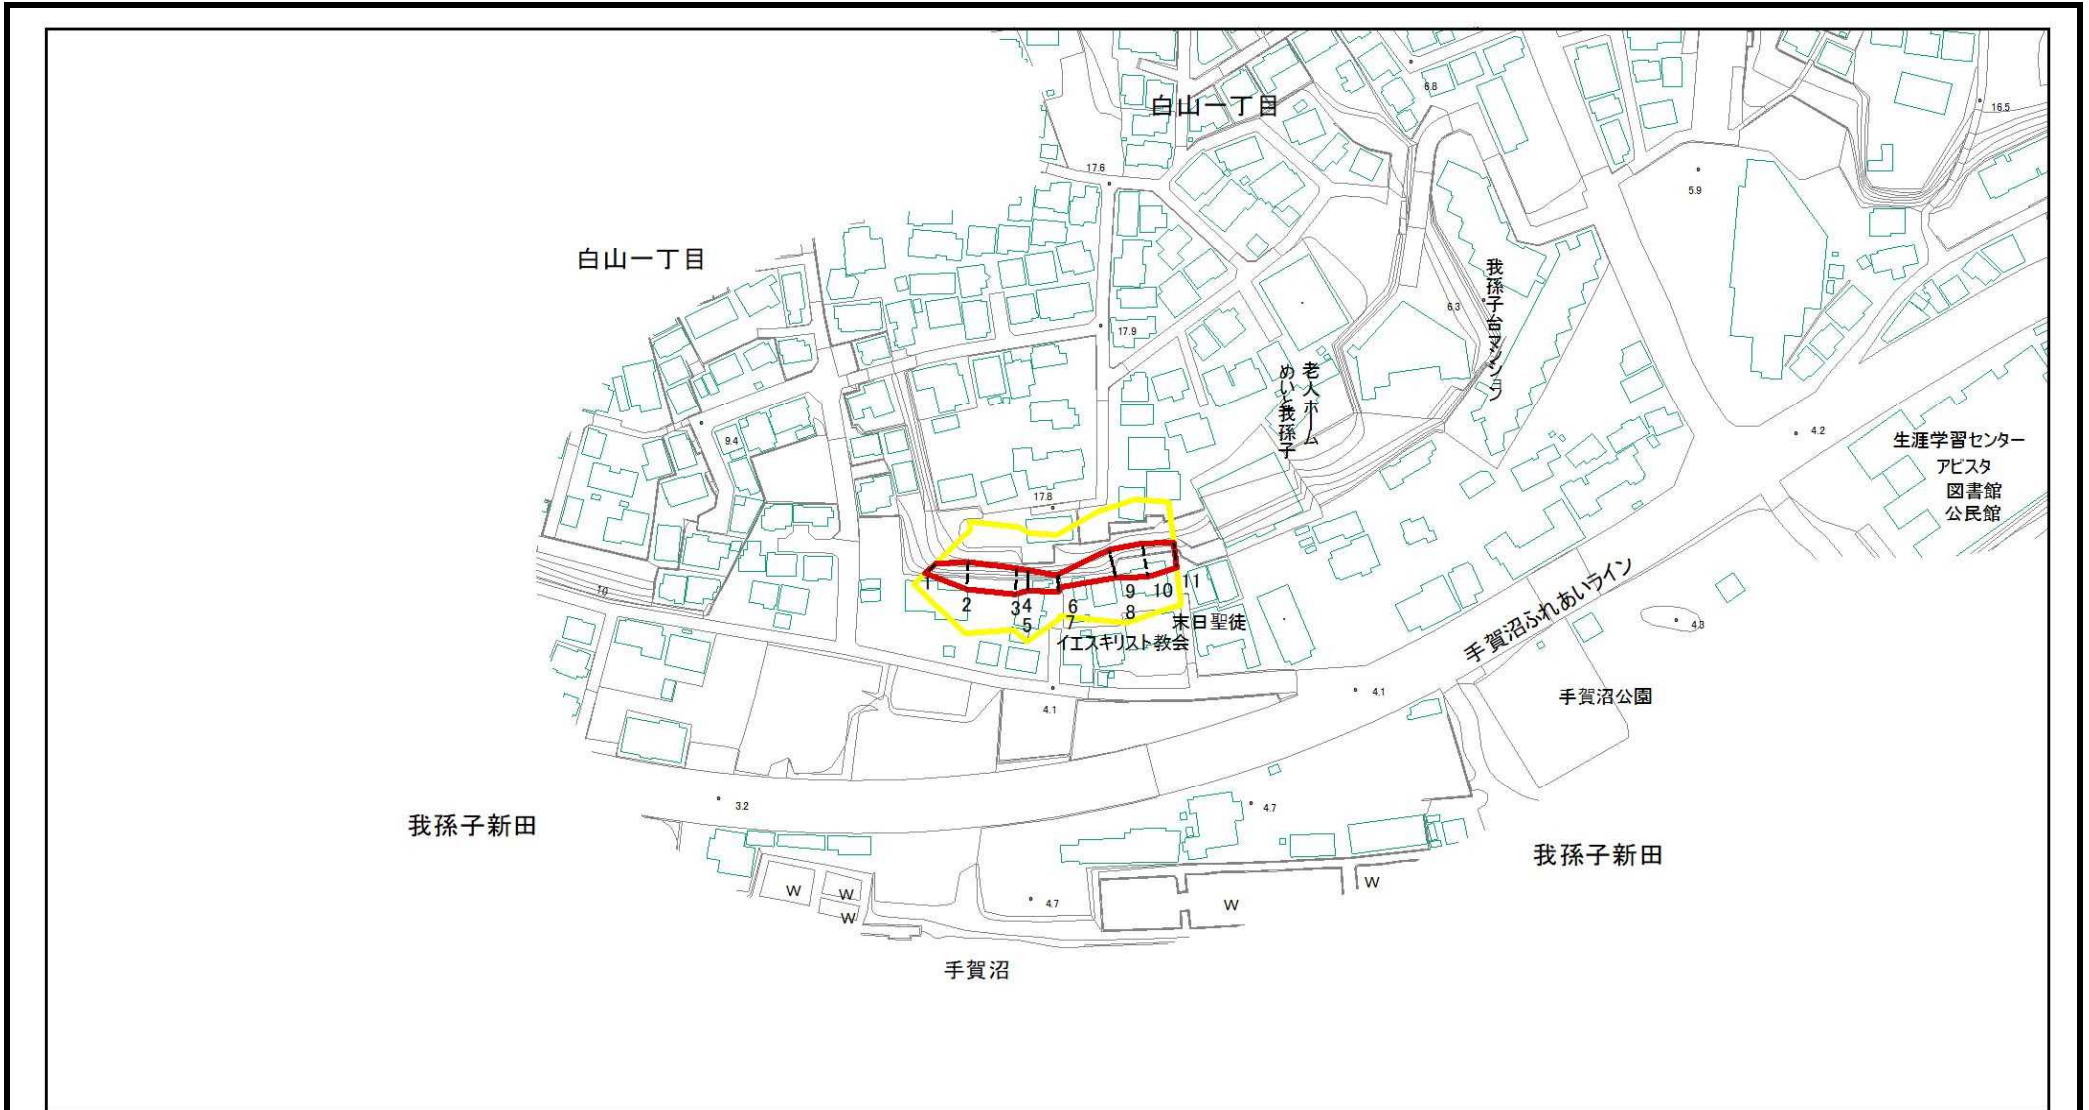 白山一丁目
6.8
16.5
17.6
5.9
白山一丁目
我孫子台マンション
6.3
17.9
老人ホーム
めいと我孫子
9.4
4.2
生涯学習センター
アビスタ
図書館
公民館
17.8
10
1
2
3
4
5
6
7
8
9
10
11
末日聖徒
イエスキリスト教会
手賀沼ふれあいライン
4.3
4.1
4.1
手賀沼公園
3.2
4.7
我孫子新田
我孫子新田
W
W
W
W
W
4.7
手賀沼